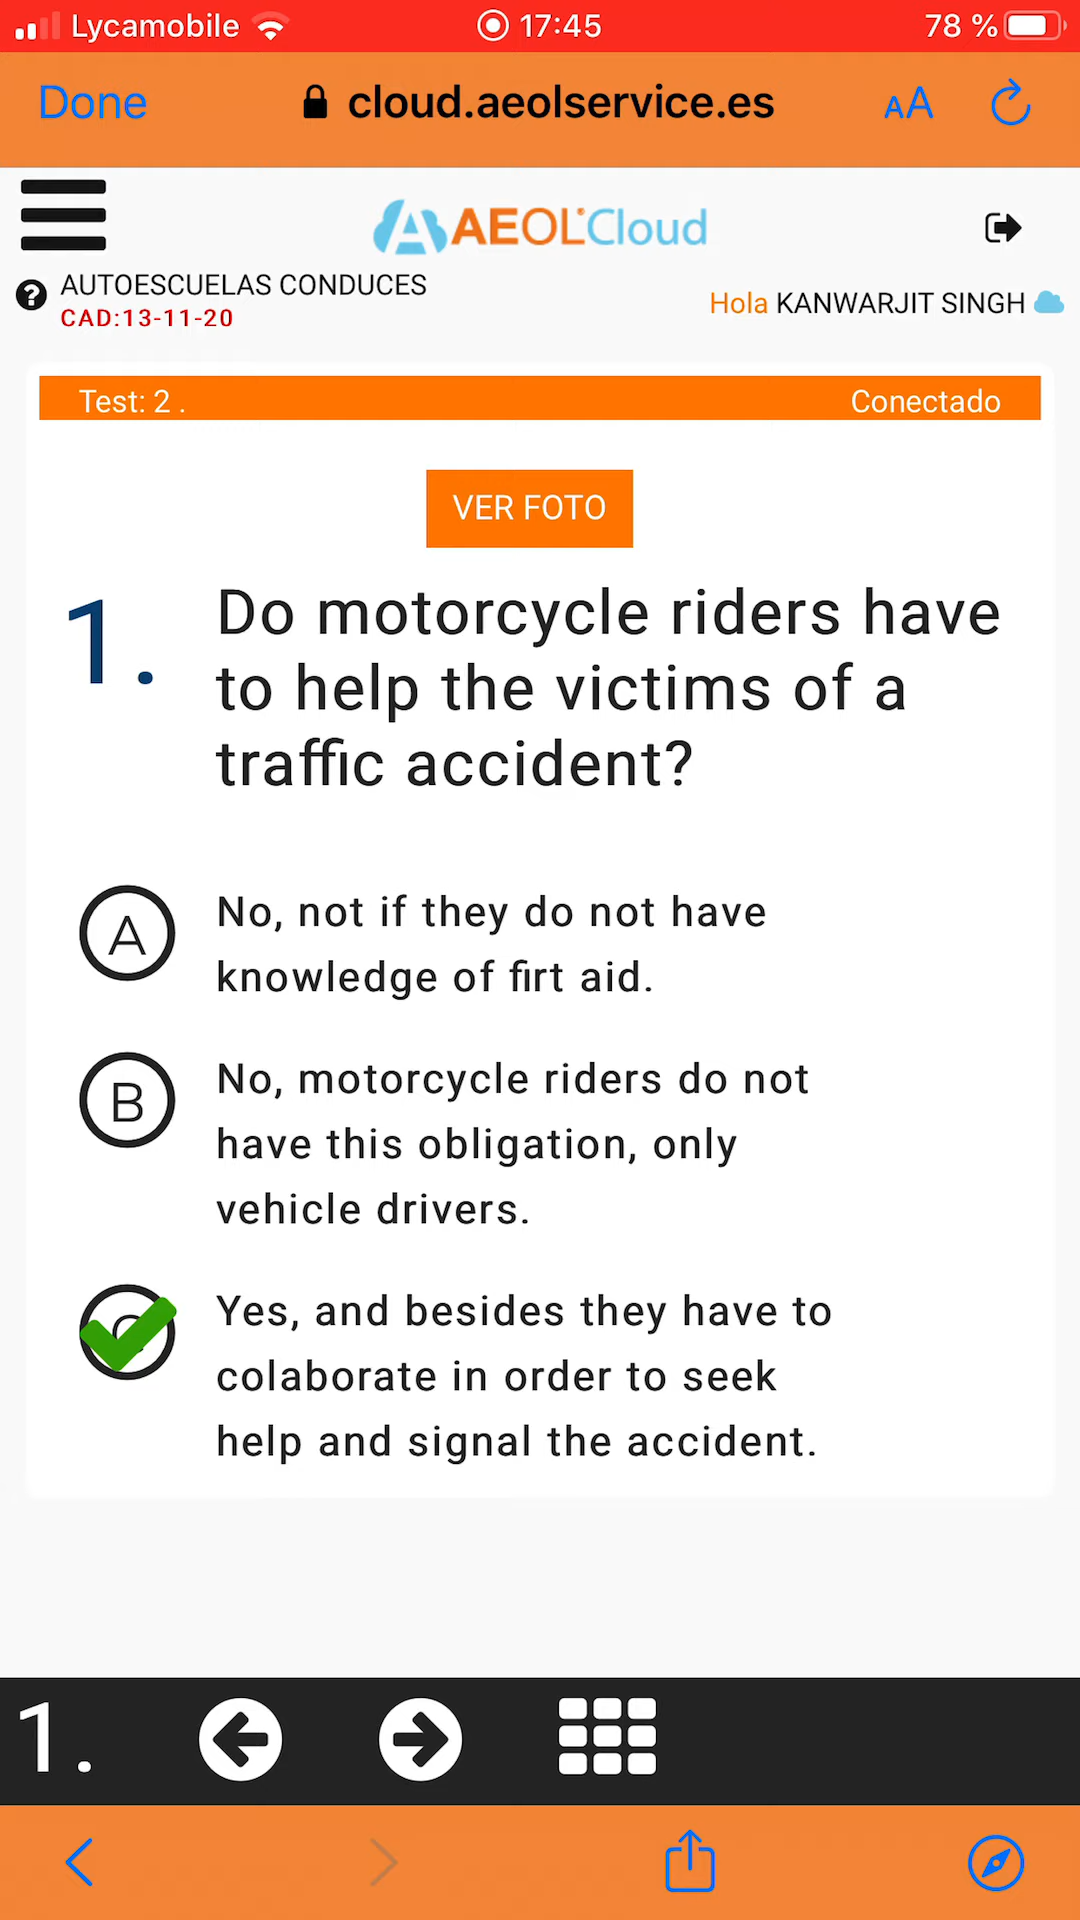 Lycamobile 17:45 78 %
Done cloud.aeolservice.es AA
AEOL Cloud
AUTOESCUELAS CONDUCES
CAD:13-11-20
Hola KANWARJIT SINGH
Test: 2 . Conectado
VER FOTO
1. Do motorcycle riders have
to help the victims of a
traffic accident?
A No, not if they do not have
knowledge of firt aid.
B No, motorcycle riders do not
have this obligation, only
vehicle drivers.
C Yes, and besides they have to
colaborate in order to seek
help and signal the accident.
1.